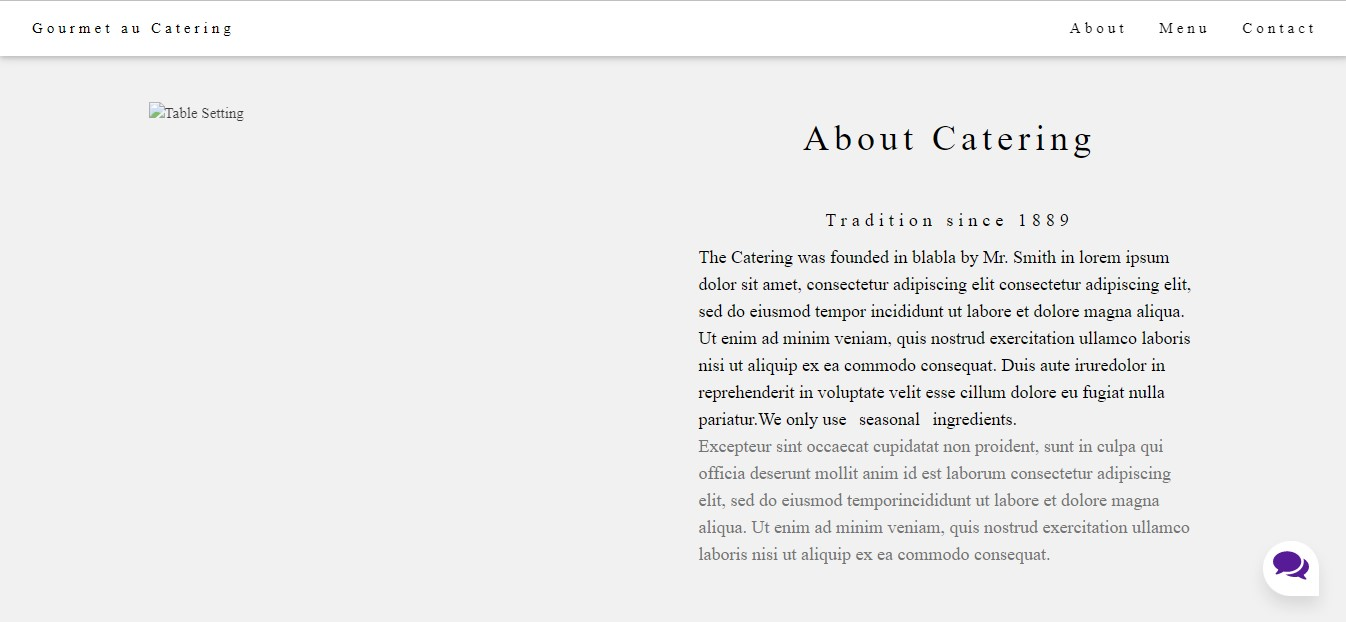 Gourmet au Catering
About Menu Contact
Table Setting
About Catering
Tradition since 1889
The Catering was founded in blabla by Mr. Smith in lorem ipsum
dolor sit amet, consectetur adipiscing elit consectetur adipiscing elit,
sed do eiusmod tempor incididunt ut labore et dolore magna aliqua.
Ut enim ad minim veniam, quis nostrud exercitation ullamco laboris
nisi ut aliquip ex ea commodo consequat. Duis aute iruredolor in
reprehenderit in voluptate velit esse cillum dolore eu fugiat nulla
pariatur.We only use seasonal ingredients.
Excepteur sint occaecat cupidatat non proident, sunt in culpa qui
officia deserunt mollit anim id est laborum consectetur adipiscing
elit, sed do eiusmod temporincididunt ut labore et dolore magna
aliqua. Ut enim ad minim veniam, quis nostrud exercitation ullamco
laboris nisi ut aliquip ex ea commodo consequat.